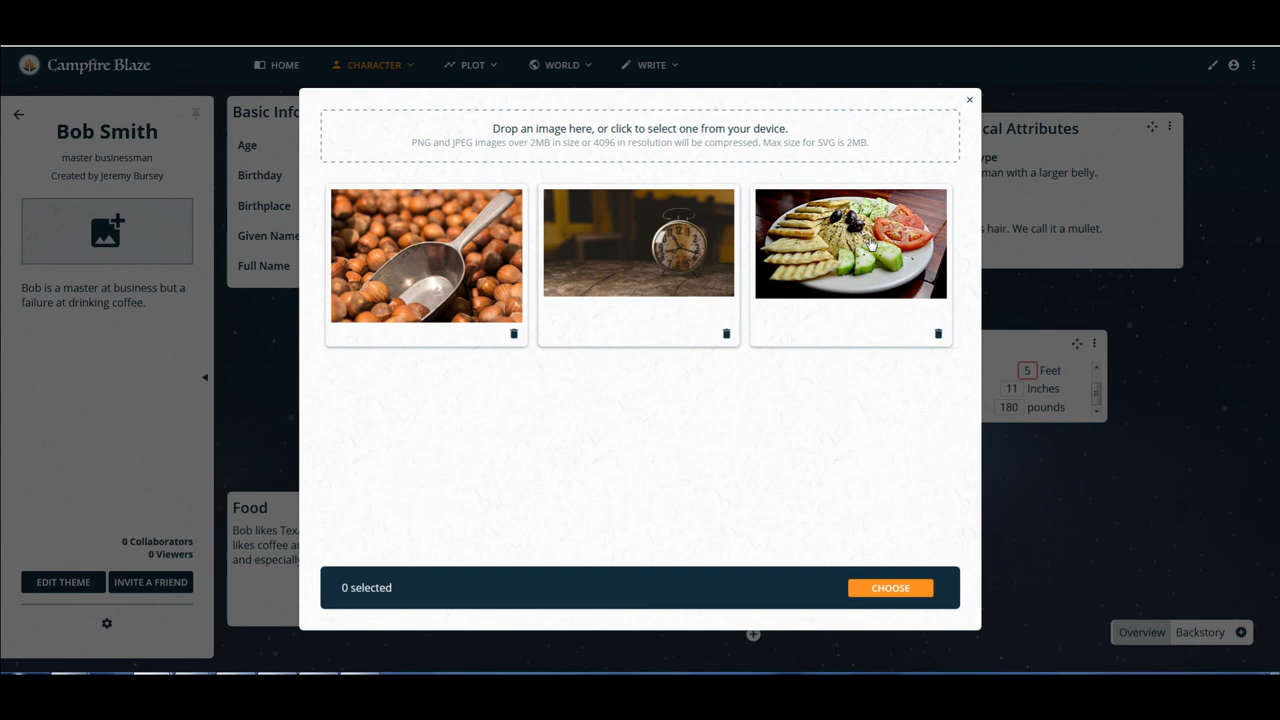 Campfire Blaze
HOME
CHARACTER
PLOT
WORLD
WRITE
Bob Smith
master businessman
Created by Jeremy Bursey
Bob is a master at business but a
failure at drinking coffee.
0 Collaborators
0 Viewers
EDIT THEME
INVITE A FRIEND
Basic Info
Age
Birthday
Birthplace
Given Name
Full Name
Food
Bob likes
likes coffee
and especially
Drop an image here, or click to select one from your device.
PNG and JPEG images over 2MB in size or 4096 in resolution will be compressed. Max size for SVG is 2MB.
0 selected
CHOOSE
Attributes
man with a larger belly.
hair. We call it a mullet.
5 Feet
11 Inches
180 pounds
Overview
Backstory